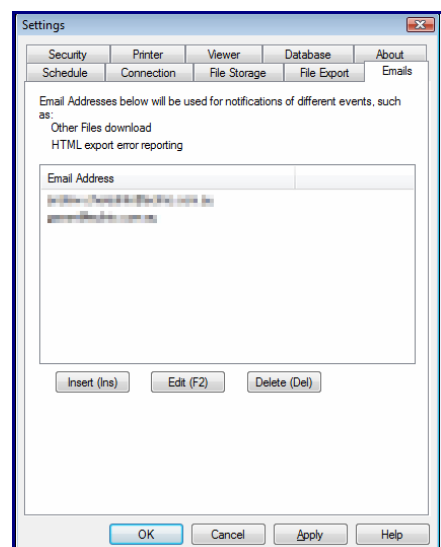 Settings
Security Printer Viewer Database About
Schedule Connection File Storage File Export Emails
Email Addresses below will be used for notifications of different events, such
as:
Other Files download
HTML export error reporting
Email Address
Insert (Ins) Edit (F2) Delete (Del)
OK Cancel Apply Help